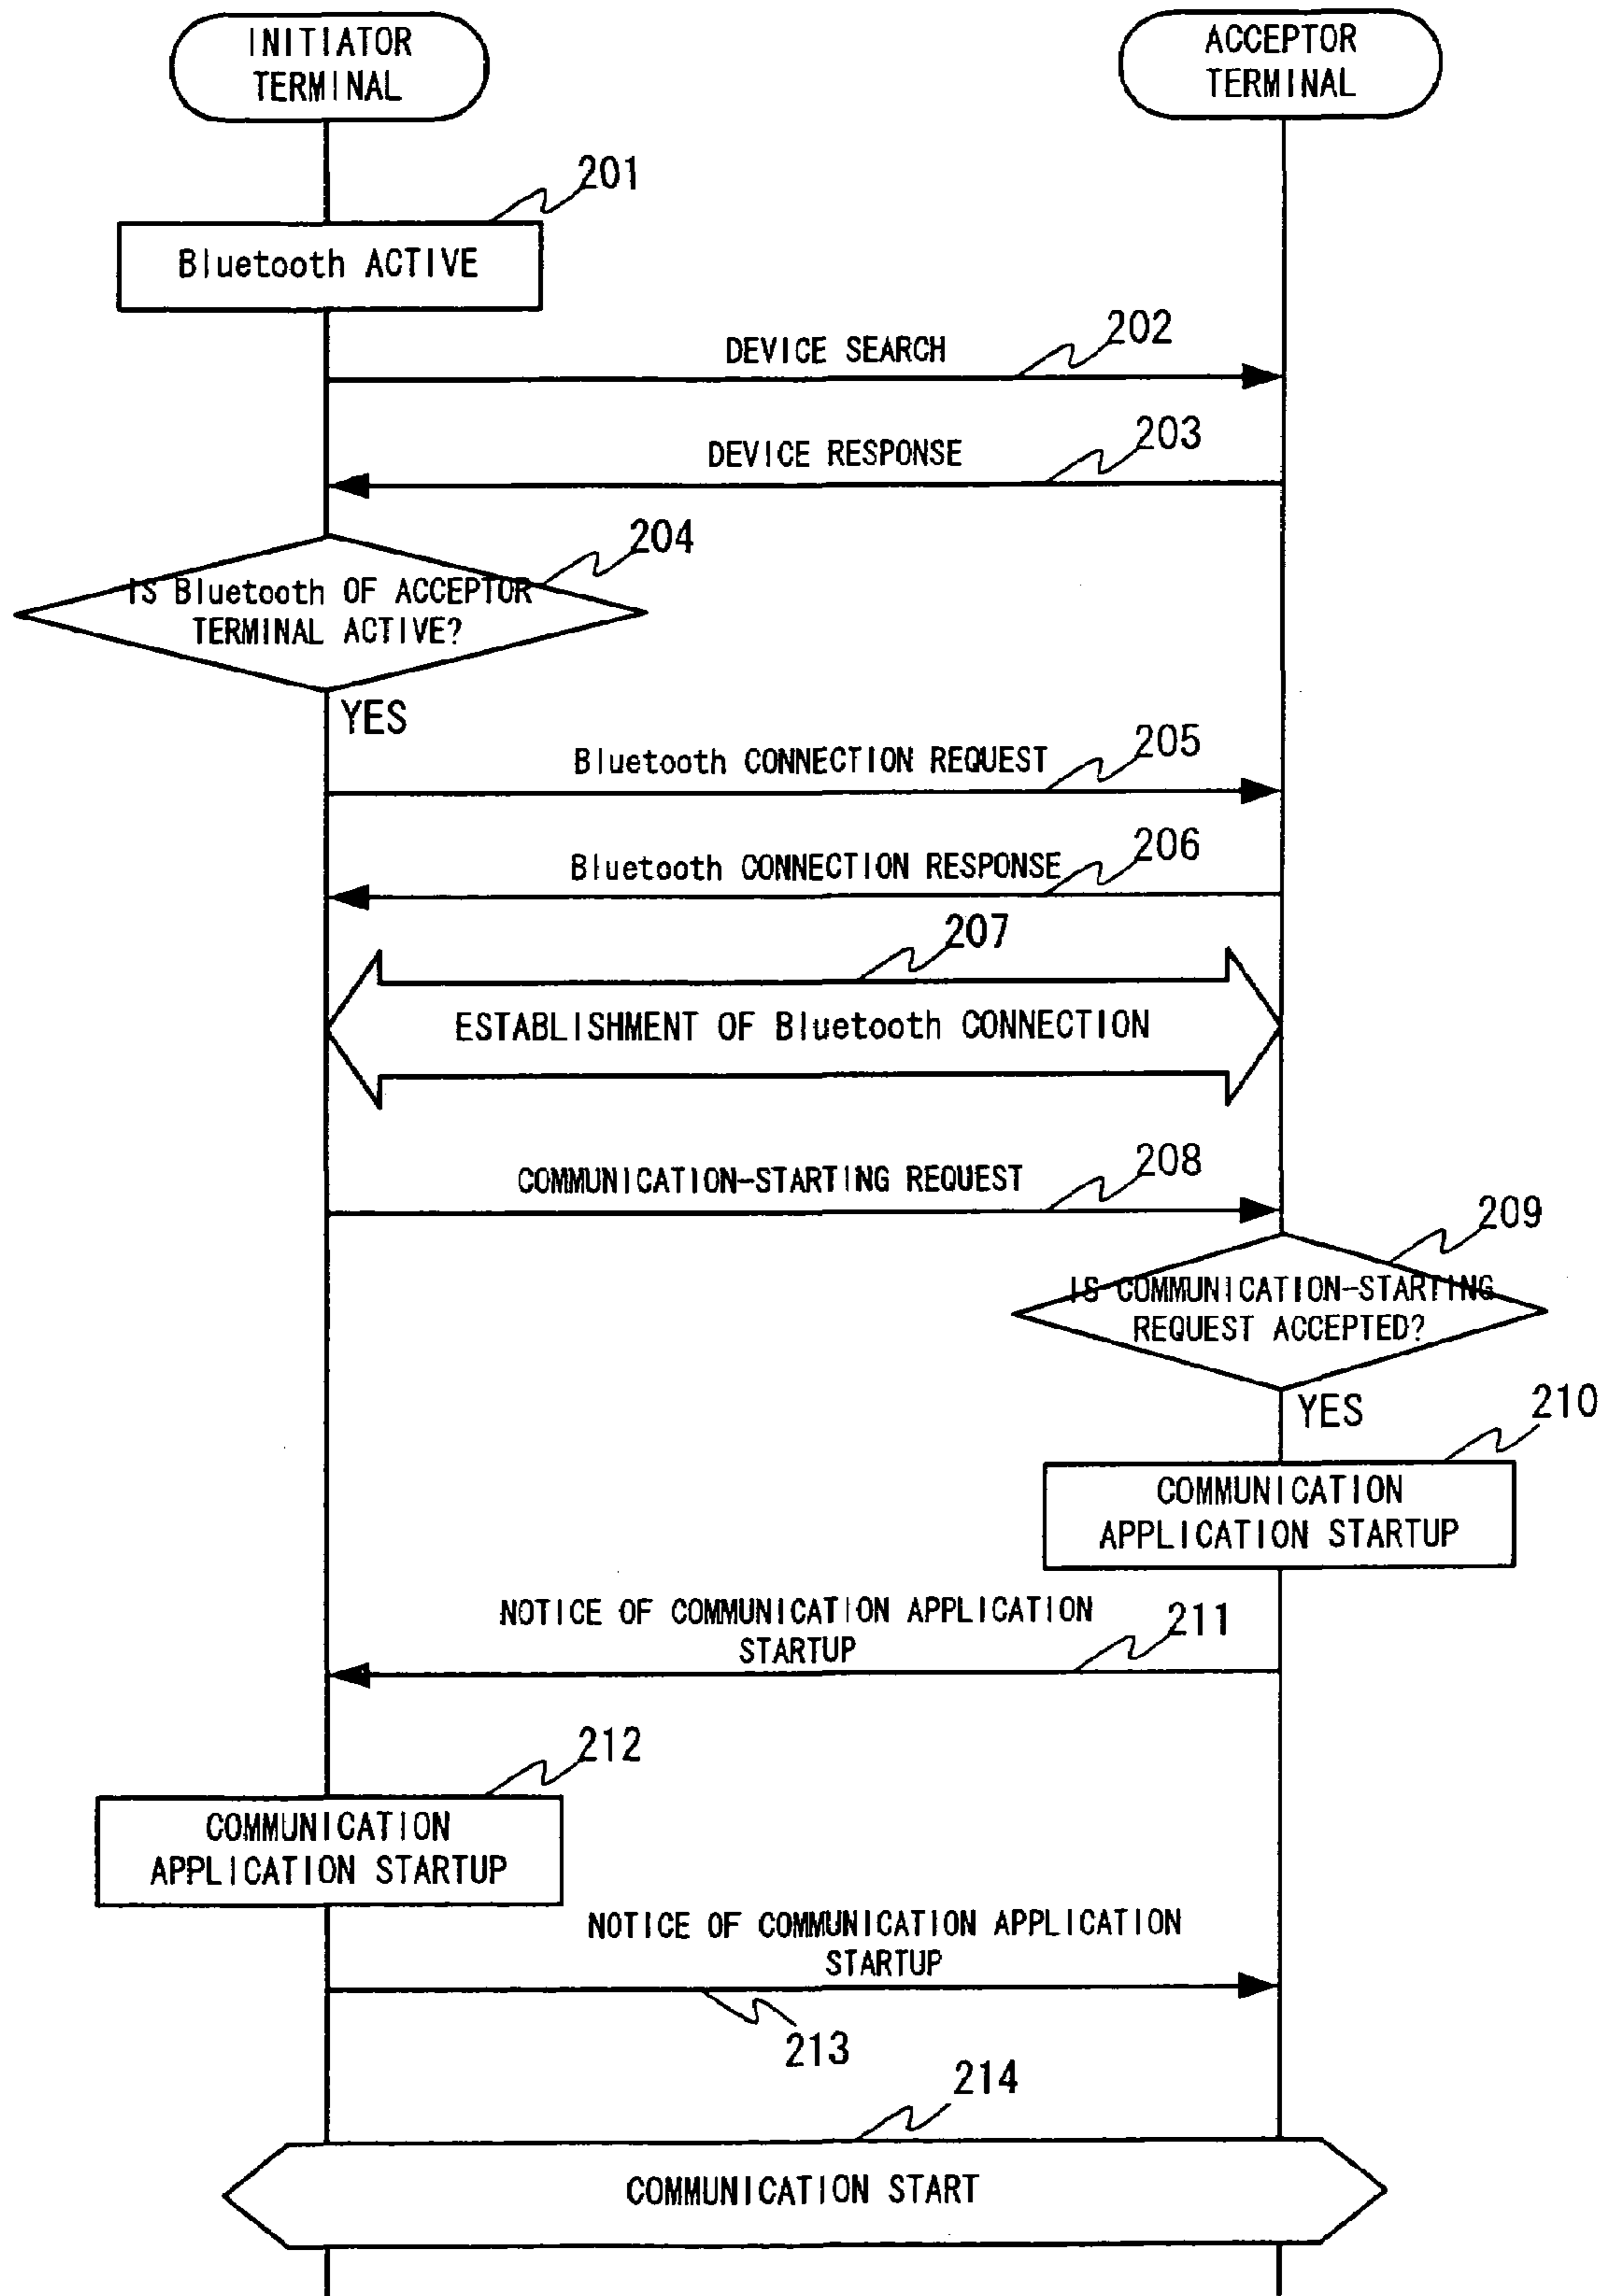 INITIATOR
TERMINAL
ACCEPTOR
TERMINAL
201
Bluetooth ACTIVE
202
DEVICE SEARCH
203
DEVICE RESPONSE
204
IS Bluetooth OF ACCEPTOR
TERMINAL ACTIVE?
YES
205
Bluetooth CONNECTION REQUEST
206
Bluetooth CONNECTION RESPONSE
207
ESTABLISHMENT OF Bluetooth CONNECTION
208
COMMUNICATION-STARTING REQUEST
209
IS COMMUNICATION-STARTING
REQUEST ACCEPTED?
YES
210
COMMUNICATION
APPLICATION STARTUP
NOTICE OF COMMUNICATION APPLICATION
STARTUP
211
212
COMMUNICATION
APPLICATION STARTUP
NOTICE OF COMMUNICATION APPLICATION
STARTUP
213
214
COMMUNICATION START